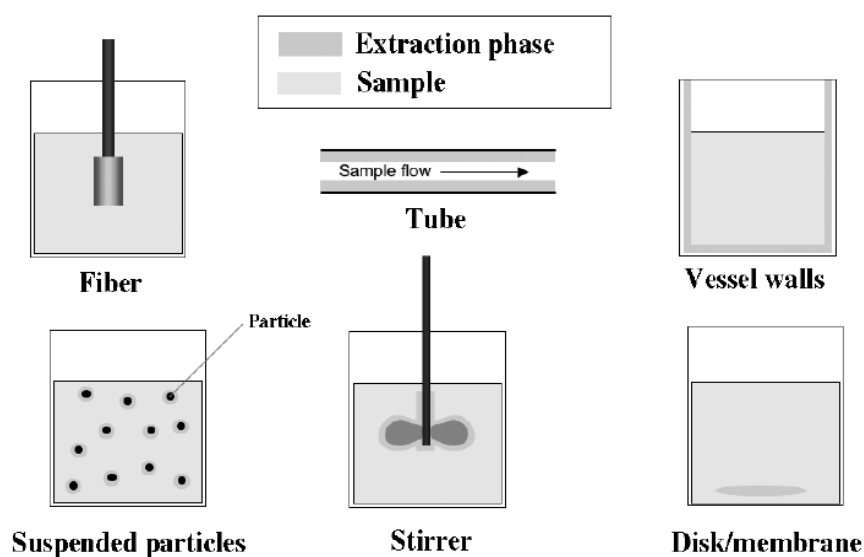 Extraction phase
Sample
Sample flow
Tube
Fiber
Vessel walls
Particle
Suspended particles
Stirrer
Disk/membrane